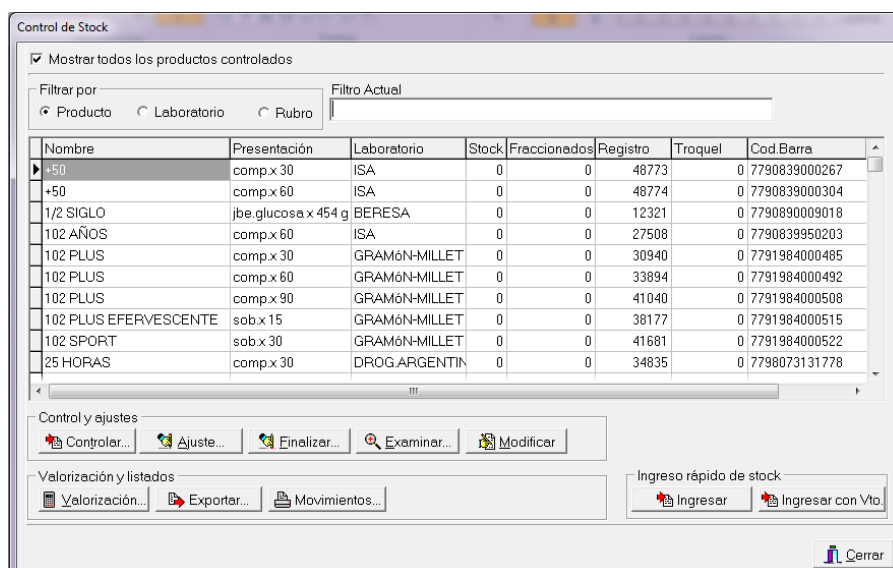 Control de Stock
Mostrar todos los productos controlados
Filtrar por
Producto Laboratorio Rubro
Filtro Actual
Nombre Presentación Laboratorio Stock Fraccionados Registro Troquel Cod.Barra
+50 comp.x 30 ISA 0 0 48773 0 7790839000267
+50 comp.x 60 ISA 0 0 48774 0 7790839000304
1/2 SIGLO jbe.glucosa x 454 g BERESA 0 0 12321 0 7790890009018
102 AÑOS comp.x 60 ISA 0 0 27508 0 7790839950203
102 PLUS comp.x 30 GRAMóN-MILLET 0 0 30940 0 7791984000485
102 PLUS comp.x 60 GRAMóN-MILLET 0 0 33894 0 7791984000492
102 PLUS comp.x 90 GRAMóN-MILLET 0 0 41040 0 7791984000508
102 PLUS EFERVESCENTE sob.x 15 GRAMóN-MILLET 0 0 38177 0 7791984000515
102 SPORT sob.x 30 GRAMóN-MILLET 0 0 41681 0 7791984000522
25 HORAS comp.x 30 DROG.ARGENTIN 0 0 34835 0 7798073131778
Control y ajustes
Controlar... Ajuste... Finalizar... Examinar... Modificar
Valorización y listados
Valorización... Exportar... Movimientos...
Ingreso rápido de stock
Ingresar Ingresar con Vto.
Cerrar